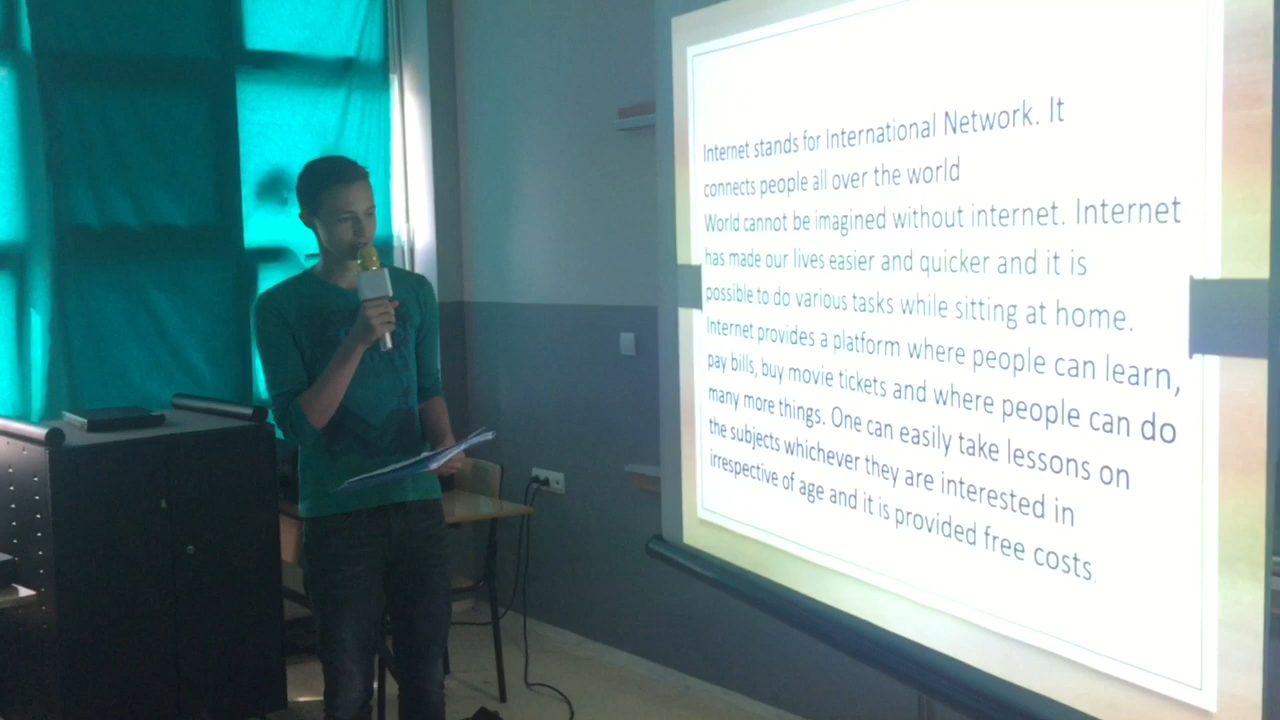 Internet stands for International Network. It
connects people all over the world
World cannot be imagined without internet. Internet
has made our lives easier and quicker and it is
possible to do various tasks while sitting at home.
Internet provides a platform where people can learn,
pay bills, buy movie tickets and where people can do
many more things. One can easily take lessons on
the subjects whichever they are interested in
irrespective of age and it is provided free costs.